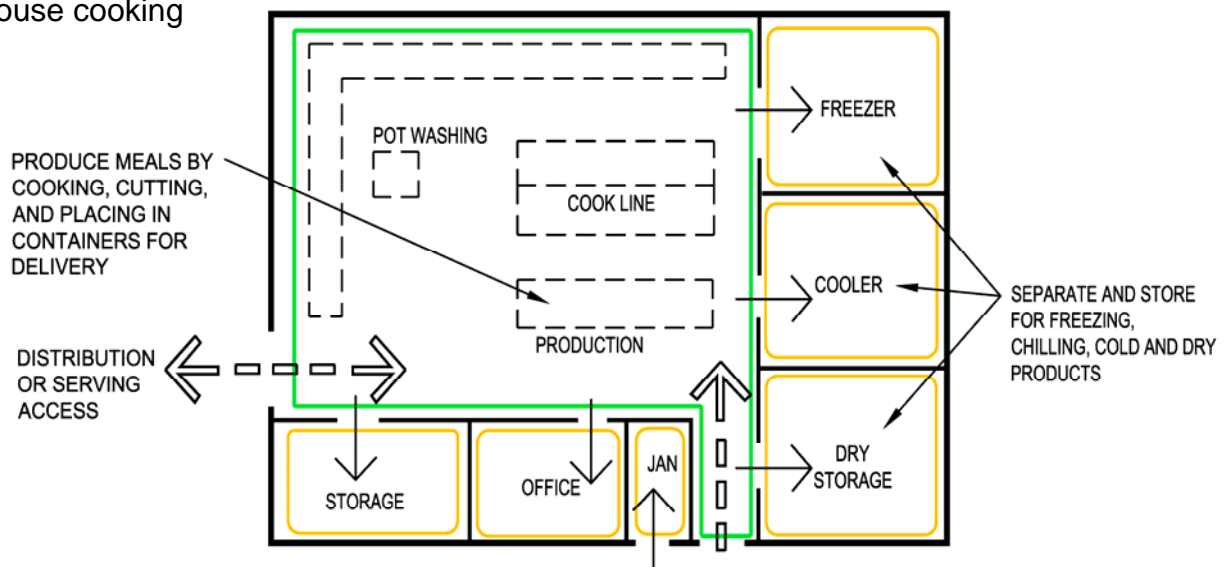 ouse cooking
FREEZER
POT WASHING
PRODUCE MEALS BY
COOKING, CUTTING,
AND PLACING IN
CONTAINERS FOR
DELIVERY
COOK LINE
COOLER
SEPARATE AND STORE
FOR FREEZING,
CHILLING, COLD AND DRY
PRODUCTS
PRODUCTION
DISTRIBUTION
OR SERVING
ACCESS
STORAGE
OFFICE
JAN
DRY
STORAGE